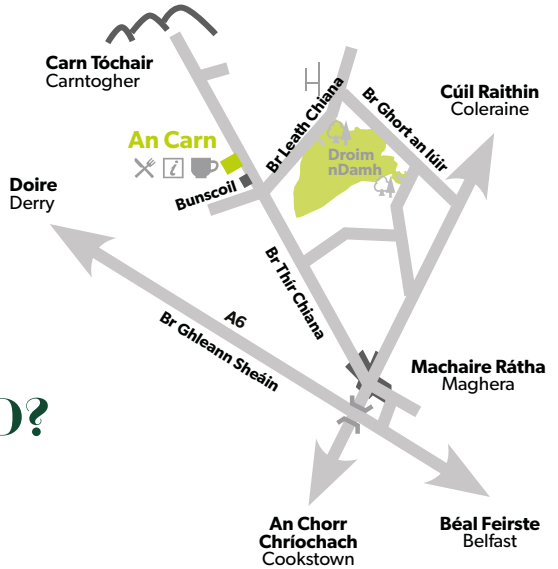 Carn Tóchair
Carntogher
Cúil Raithin
Coleraine
An Carn
Br Leath Chiana
Br Ghort an Iúir
Droim
nDamh
Bunscoil
Doire
Derry
Br Thír Chiana
A6
Br Ghleann Sheáin
Machaire Rátha
Maghera
O?
An Chorr
Chríochach
Cookstown
Béal Feirste
Belfast